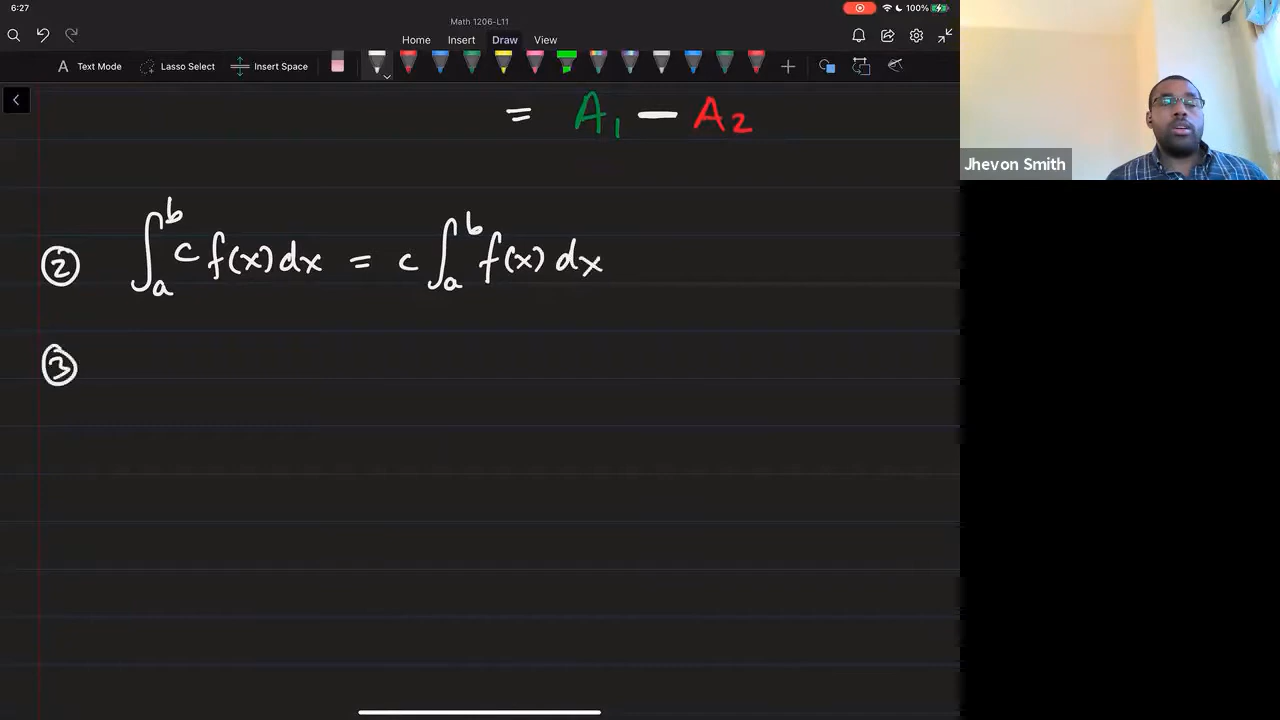 6:27
100%
Math 1206-L11
Home Insert Draw View
Text Mode Lasso Select Insert Space
= A₁ — A₂
② ∫ₐᵇ c f(x) dx = c ∫ₐᵇ f(x) dx
③
Jhevon Smith